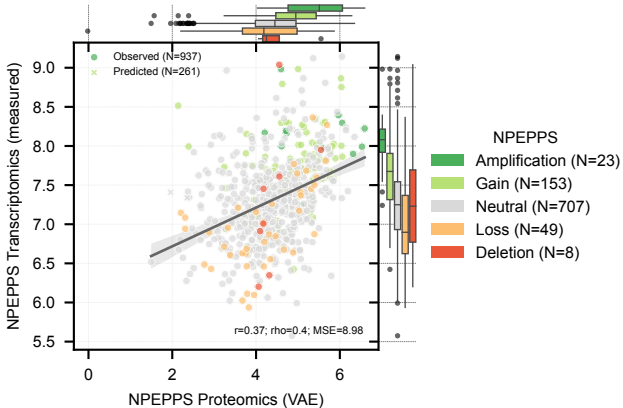 Observed (N=937)
Predicted (N=261)
9.0
8.5
8.0
7.5
7.0
6.5
6.0
5.5
NPEPPS Transcriptomics (measured)
r=0.37; rho=0.4; MSE=8.98
0
2
4
6
NPEPPS Proteomics (VAE)
NPEPPS
Amplification (N=23)
Gain (N=153)
Neutral (N=707)
Loss (N=49)
Deletion (N=8)